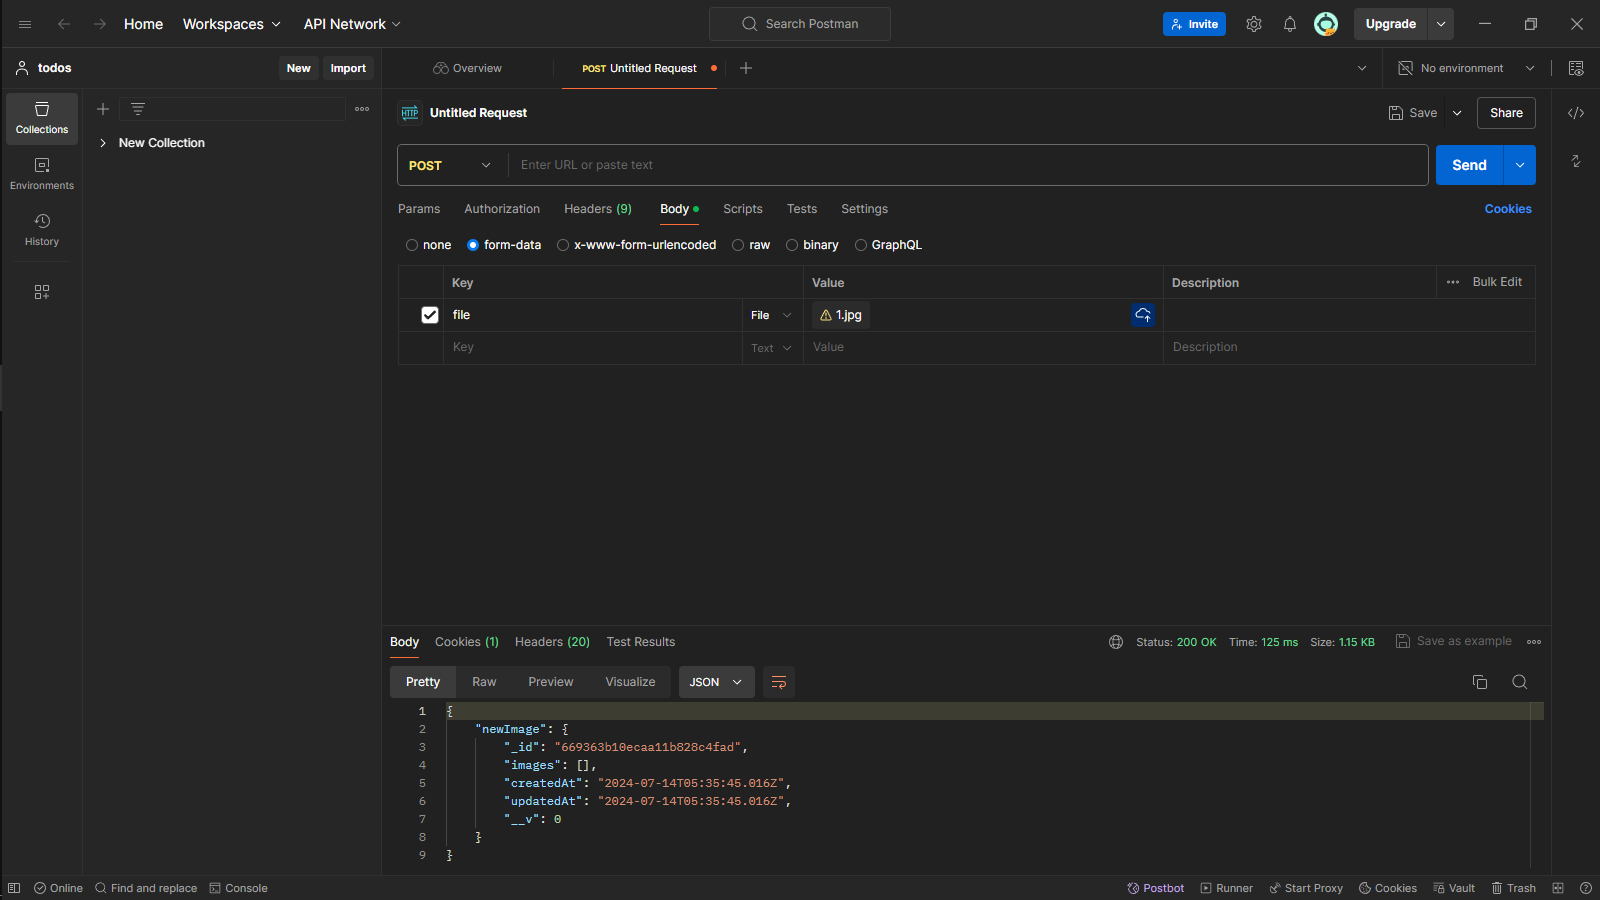 Home Workspaces API Network Search Postman Invite Upgrade
todos New Import Overview POST Untitled Request No environment
Collections
New Collection
Environments
History
HTTP Untitled Request Save Share
POST Enter URL or paste text Send
Params Authorization Headers (9) Body Scripts Tests Settings Cookies
none form-data x-www-form-urlencoded raw binary GraphQL
Key Value Description Bulk Edit
file File 1.jpg
Key Text Value Description
Body Cookies (1) Headers (20) Test Results Status: 200 OK Time: 125 ms Size: 1.15 KB Save as example
Pretty Raw Preview Visualize JSON
1 {
2 "newImage": {
3 "_id": "669363b10ecaa11b828c4fad",
4 "images": [],
5 "createdAt": "2024-07-14T05:35:45.016Z",
6 "updatedAt": "2024-07-14T05:35:45.016Z",
7 "__v": 0
8 }
9 }
Online Find and replace Console Postbot Runner Start Proxy Cookies Vault Trash